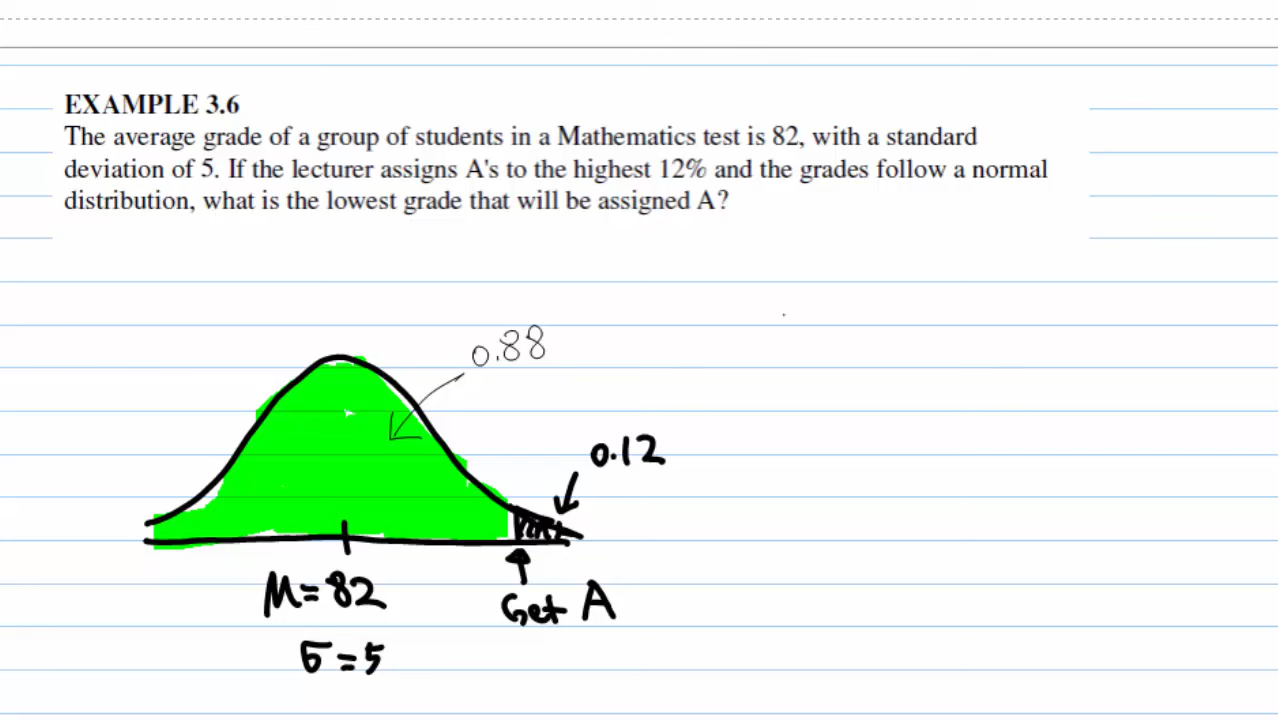 EXAMPLE 3.6
The average grade of a group of students in a Mathematics test is 82, with a standard
deviation of 5. If the lecturer assigns A's to the highest 12% and the grades follow a normal
distribution, what is the lowest grade that will be assigned A?
0.88
0.12
M=82
Get A
σ=5